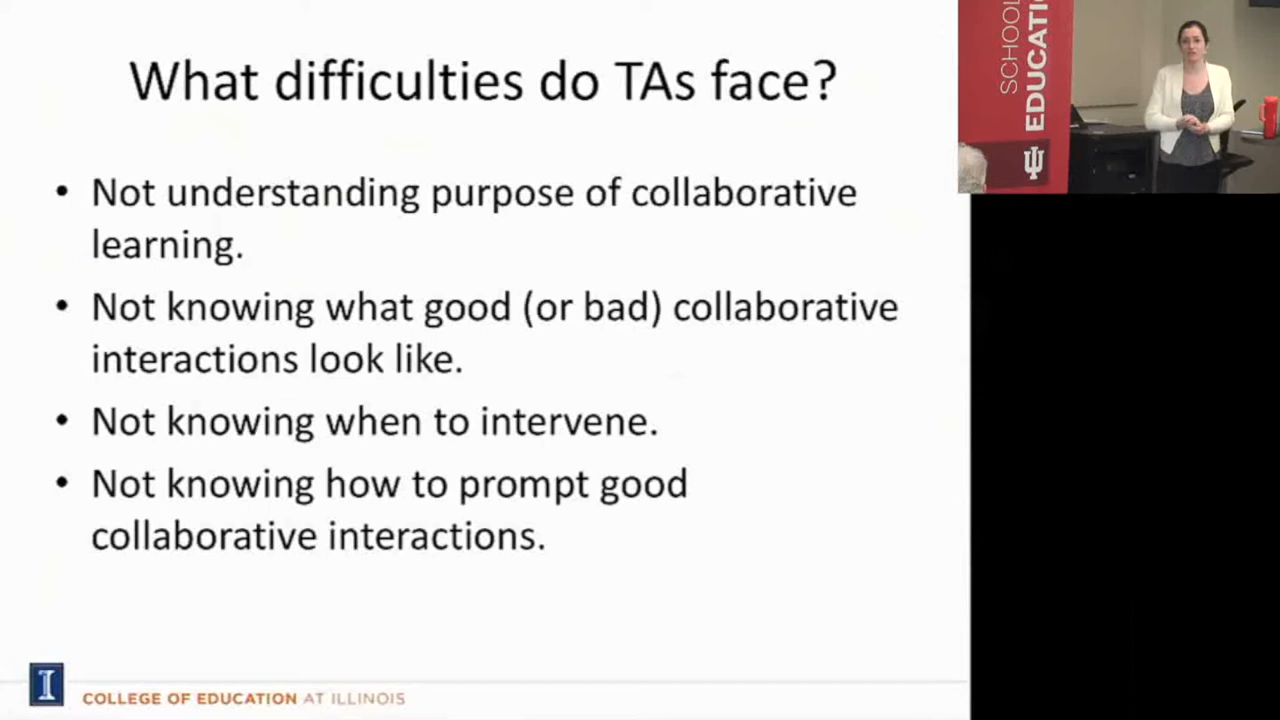 What difficulties do TAs face?
• Not understanding purpose of collaborative
learning.
• Not knowing what good (or bad) collaborative
interactions look like.
• Not knowing when to intervene.
• Not knowing how to prompt good
collaborative interactions.
I COLLEGE OF EDUCATION AT ILLINOIS
SCHOOL
EDUCATI